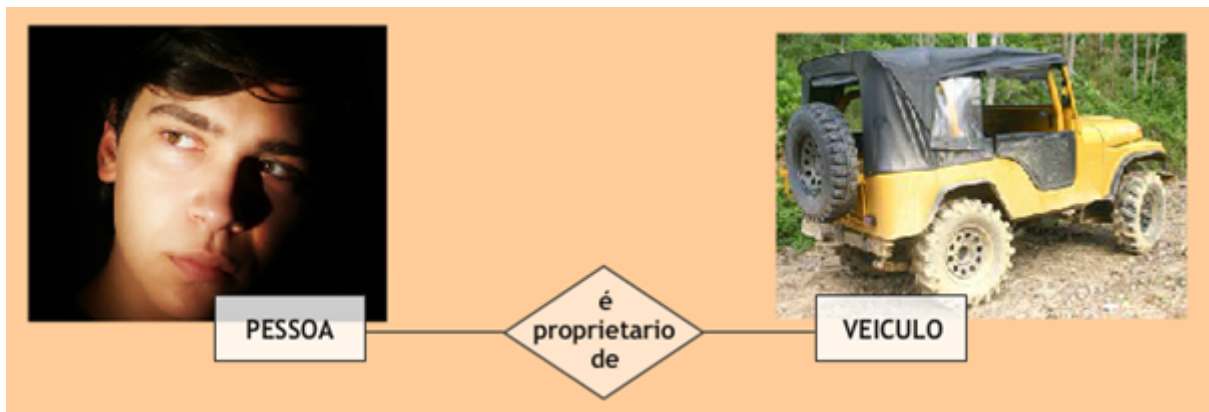 PESSOA
é
proprietario
de
VEICULO